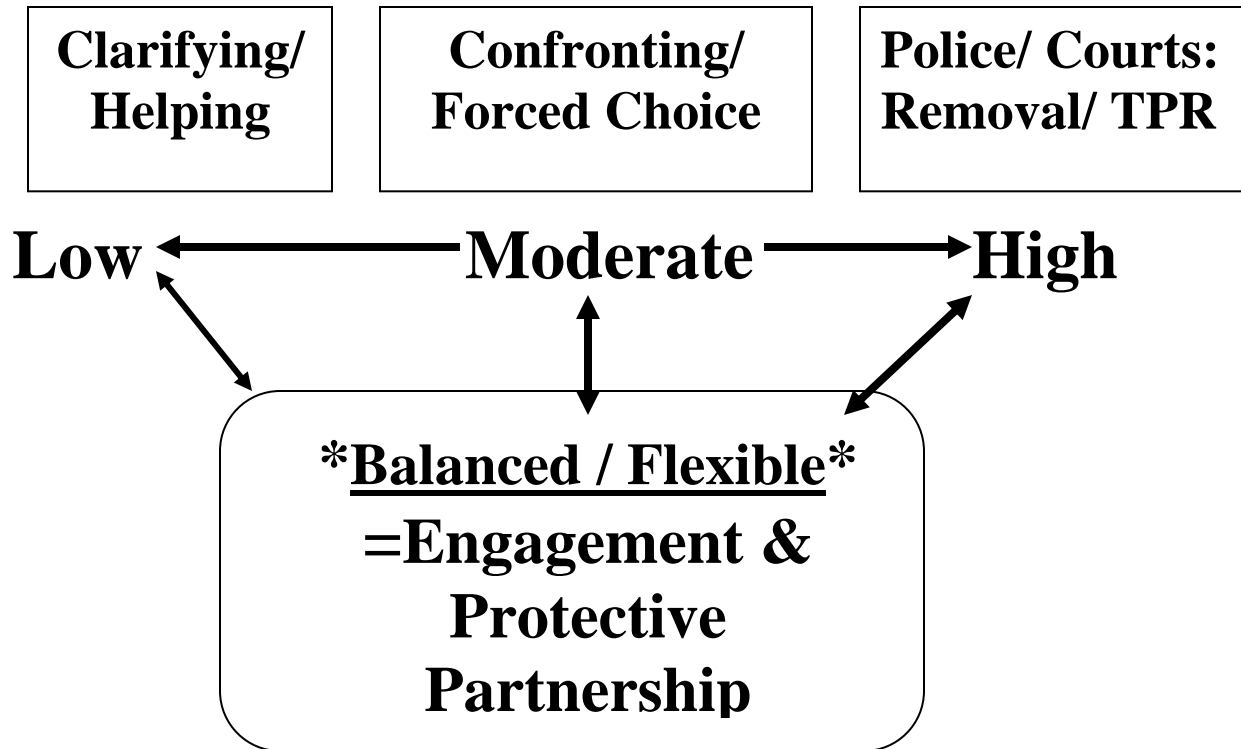 Clarifying/
Helping
Confronting/
Forced Choice
Police/ Courts:
Removal/ TPR
Low
Moderate
High
*Balanced / Flexible*
=Engagement &
Protective
Partnership